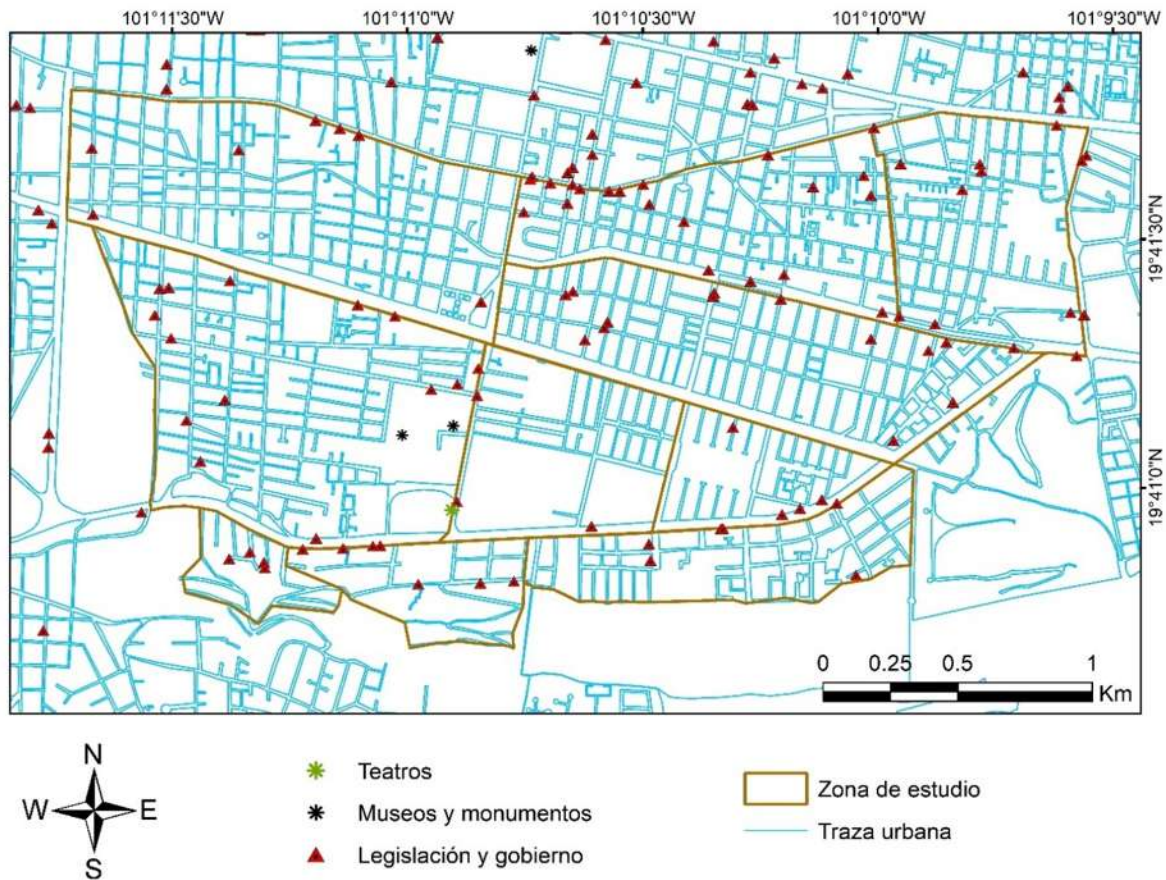 101°11'30"W 101°11'0"W 101°10'30"W 101°10'0"W 101°9'30"W
19°41'30"N
19°41'0"N
0 0.25 0.5 1
Km
N
W E
S
Teatros
Museos y monumentos
Legislación y gobierno
Zona de estudio
Traza urbana